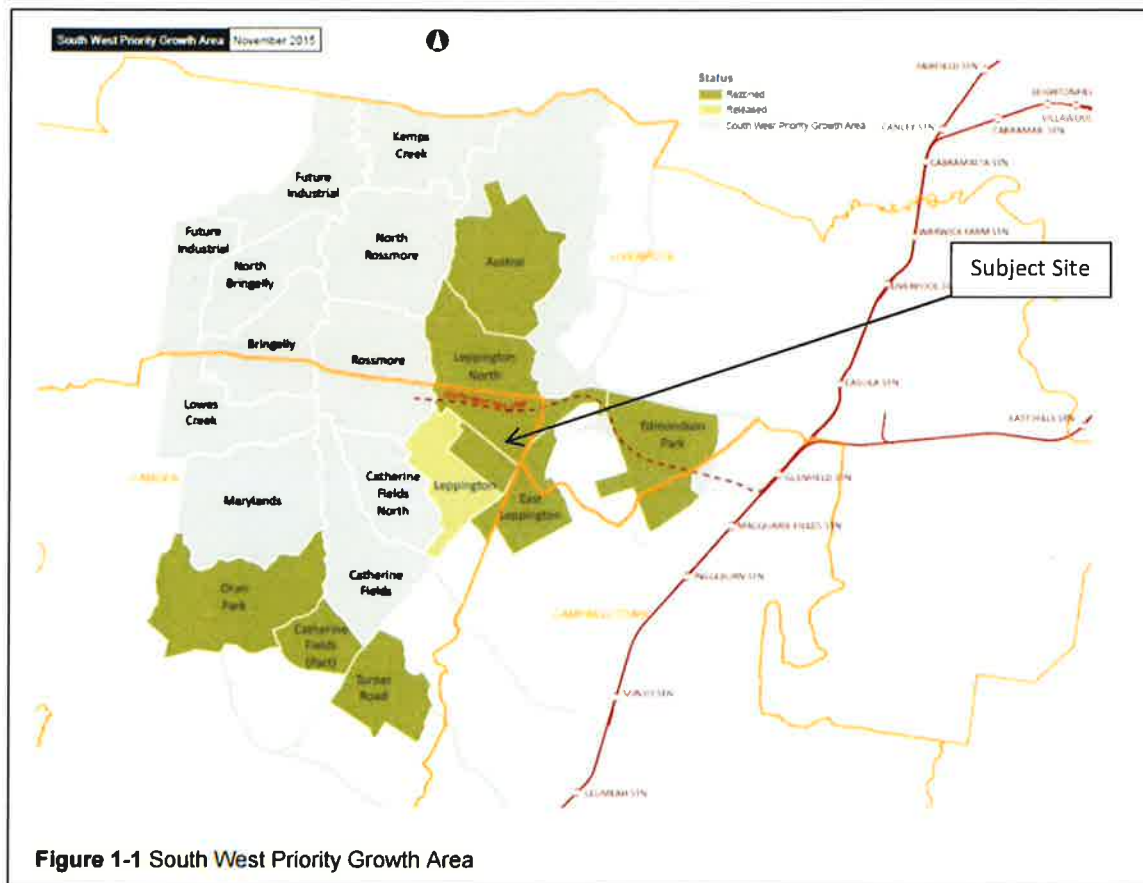 South West Priority Growth Area
November 2015
Status
Rezoned
Released
South West Priority Growth Area
FAIRFIELD STN
CANLEY STN
CABRAMATTA STN
WARWICK FARM STN
Kemps
Creek
Future
Industrial
Future
Industrial
North
Bringelly
North
Rossmore
Austral
Subject Site
Bringelly
Rossmore
Leppington
North
CASULA STN
EAST HILLS STN
Lowes
Creek
Edmondson
Park
Marylands
Catherine
Fields
North
Leppington
East
Leppington
GLENFIELD STN
MACQUARIE FIELDS STN
INGLEBURN STN
Catherine
Fields
Oran
Park
CAMPBELLTOWN
Catherine
Fields
(Part)
Turner
Road
MINTO STN
LEUMEAH STN
Figure 1-1 South West Priority Growth Area